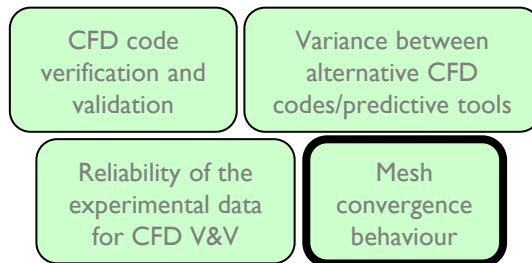 CFD code
verification and
validation
Variance between
alternative CFD
codes/predictive tools
Reliability of the
experimental data
for CFD V&V
Mesh
convergence
behaviour